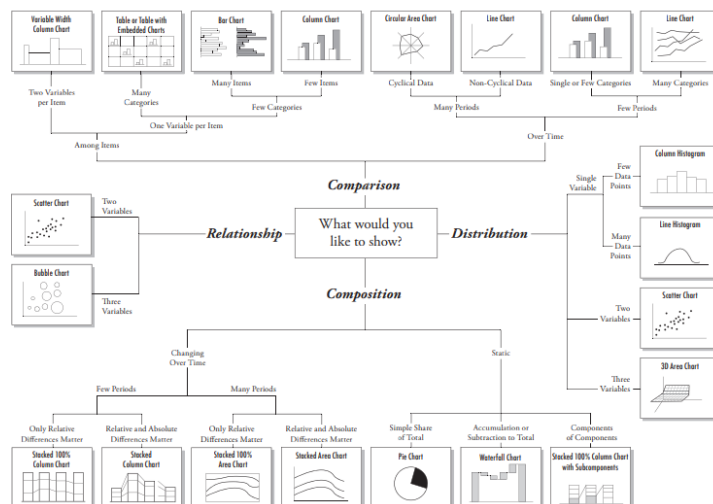 Variable Width
Column Chart
Table or Table with
Embedded Charts
Bar Chart
Column Chart
Circular Area Chart
Line Chart
Column Chart
Line Chart
Two Variables
per Item
Many
Categories
Many Items
Few Items
Cyclical Data
Non-Cyclical Data
Single or Few Categories
Many Categories
Few Categories
Many Periods
Few Periods
One Variable per Item
Among Items
Over Time
Comparison
What would you
like to show?
Relationship
Scatter Chart
Two
Variables
Bubble Chart
Three
Variables
Distribution
Single
Variable
Few
Data
Points
Column Histogram
Many
Data
Points
Line Histogram
Two
Variables
Scatter Chart
Three
Variables
3D Area Chart
Composition
Changing
Over Time
Static
Few Periods
Many Periods
Only Relative
Differences Matter
Relative and Absolute
Differences Matter
Only Relative
Differences Matter
Relative and Absolute
Differences Matter
Simple Share
of Total
Accumulation or
Subtraction to Total
Components
of Components
Stacked 100%
Column Chart
Stacked
Column Chart
Stacked 100%
Area Chart
Stacked Area Chart
Pie Chart
Waterfall Chart
Stacked 100% Column Chart
with Subcomponents